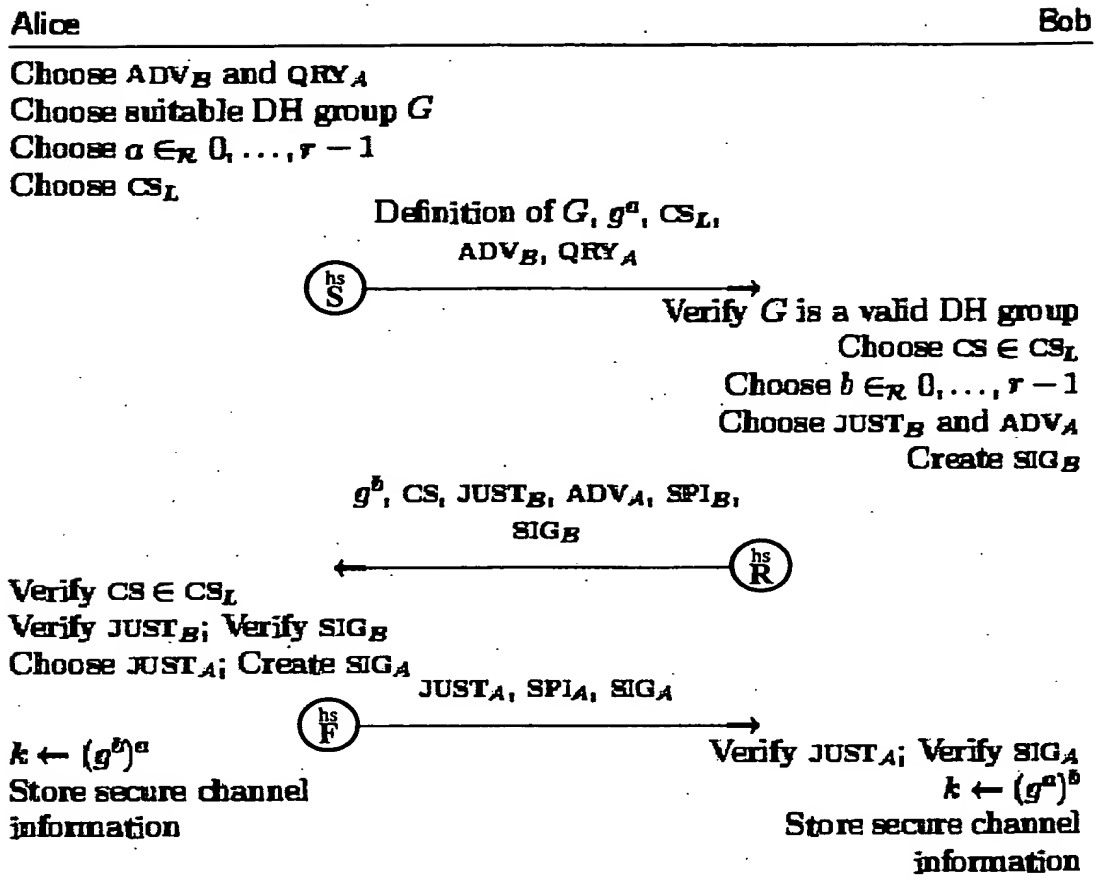 Alice
Bob
Choose ADV_B and QRY_A
Choose suitable DH group G
Choose a ∈_R 0, …, r − 1
Choose CS_L
Definition of G, g^a, CS_L,
ADV_B, QRY_A
hs
S
Verify G is a valid DH group
Choose CS ∈ CS_L
Choose b ∈_R 0, …, r − 1
Choose JUST_B and ADV_A
Create SIG_B
g^b, CS, JUST_B, ADV_A, SPI_B,
SIG_B
hs
R
Verify CS ∈ CS_L
Verify JUST_B; Verify SIG_B
Choose JUST_A; Create SIG_A
JUST_A, SPI_A, SIG_A
hs
F
k ← (g^b)^a
Store secure channel
information
Verify JUST_A; Verify SIG_A
k ← (g^a)^b
Store secure channel
information